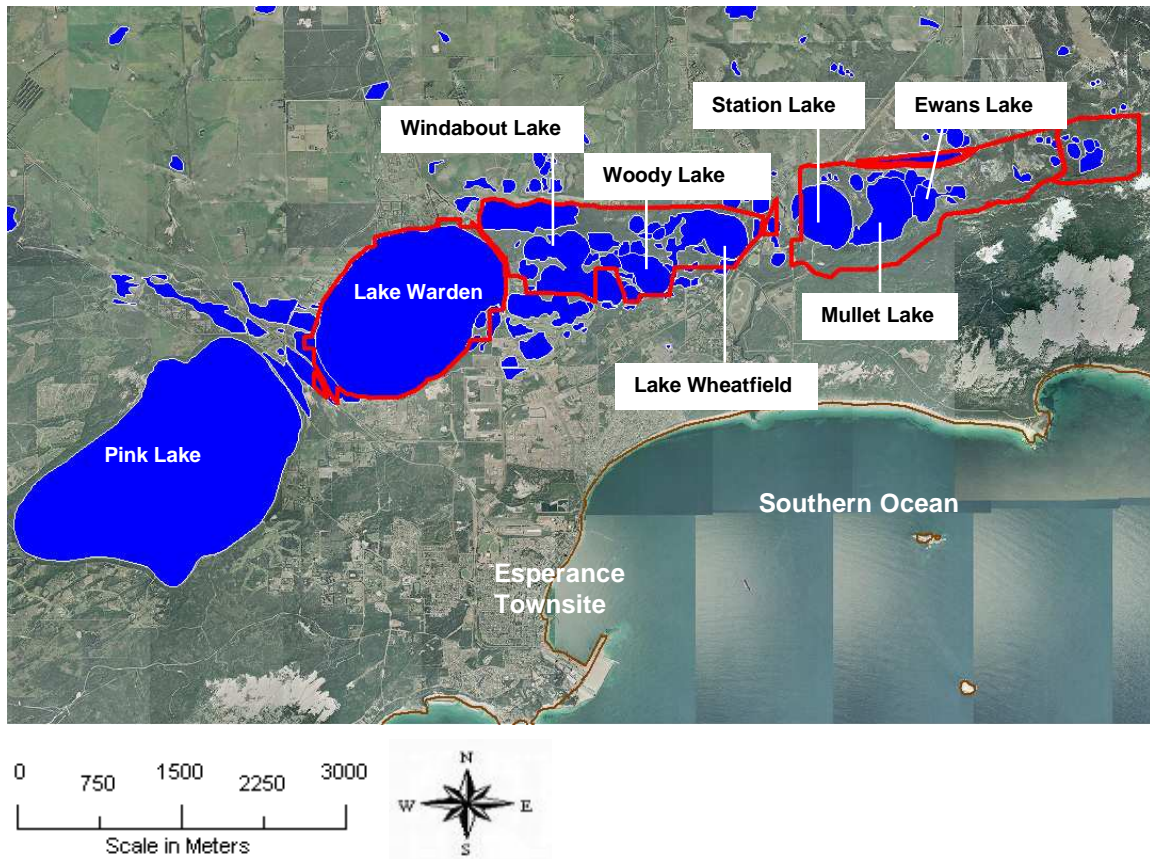 Station Lake
Ewans Lake
Windabout Lake
Woody Lake
Lake Warden
Mullet Lake
Lake Wheatfield
Pink Lake
Southern Ocean
Esperance
Townsite
0 750 1500 2250 3000
Scale in Meters
N
W E
S